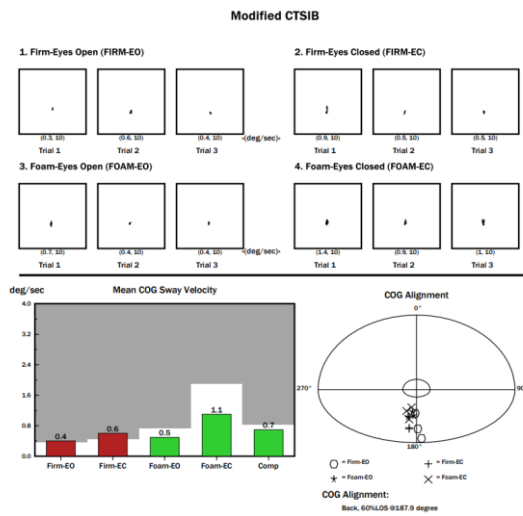 Modified CTSIB
1. Firm-Eyes Open (FIRM-EO)
2. Firm-Eyes Closed (FIRM-EC)
(0.3, 10) (0.6, 10) (0.4, 10) -(deg/sec)- (0.9, 10) (0.5, 10) (0.5, 10)
Trial 1 Trial 2 Trial 3 Trial 1 Trial 2 Trial 3
3. Foam-Eyes Open (FOAM-EO)
4. Foam-Eyes Closed (FOAM-EC)
(0.7, 10) (0.4, 10) (0.4, 10) -(deg/sec)- (1.4, 10) (0.9, 10) (1, 10)
Trial 1 Trial 2 Trial 3 Trial 1 Trial 2 Trial 3
deg/sec
Mean COG Sway Velocity
4.0
3.2
2.4
1.6
0.8
0.0
0.4
0.6
0.5
1.1
0.7
Firm-EO Firm-EC Foam-EO Foam-EC Comp
COG Alignment
0°
270°
90
180°
= Firm-EO
= Firm-EC
= Foam-EO
= Foam-EC
COG Alignment:
Back, 60%LOS @187.9 degree